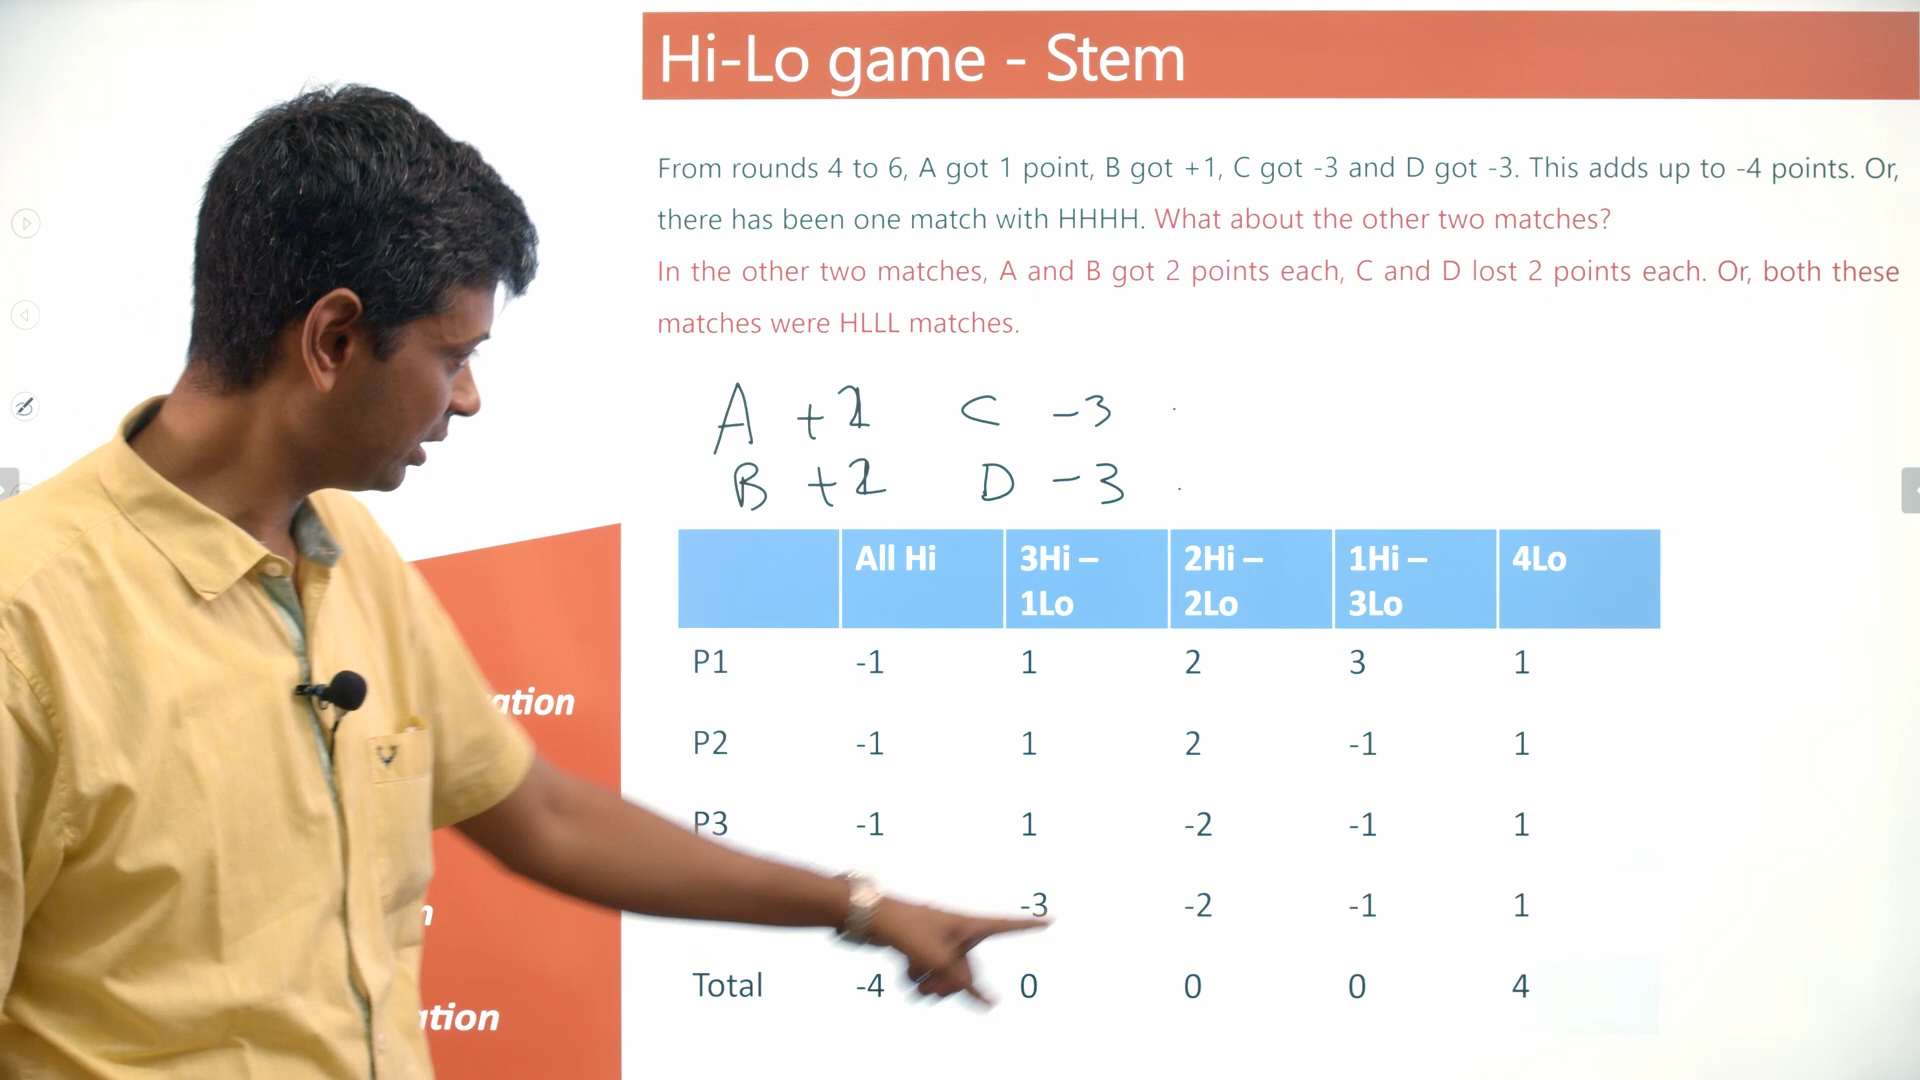 Hi-Lo game - Stem
From rounds 4 to 6, A got 1 point, B got +1, C got -3 and D got -3. This adds up to -4 points. Or,
there has been one match with HHHH. What about the other two matches?
In the other two matches, A and B got 2 points each, C and D lost 2 points each. Or, both these
matches were HLLL matches.
A +2 C -3
B +2 D -3
All Hi 3Hi – 2Hi – 1Hi – 4Lo
1Lo 2Lo 3Lo
P1 -1 1 2 3 1
P2 -1 1 2 -1 1
P3 -1 1 -2 -1 1
-3 -2 -1 1
Total -4 0 0 0 4